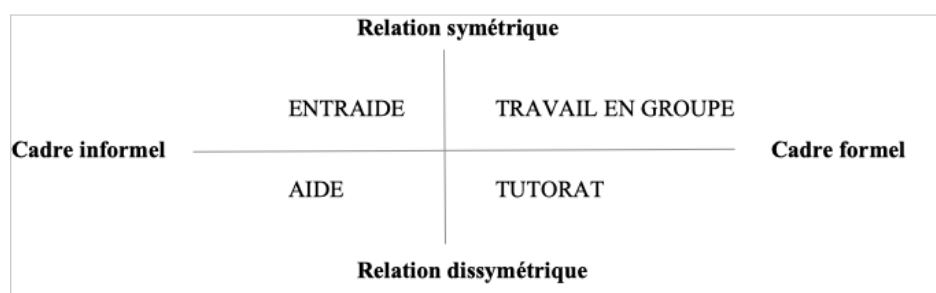 Relation symétrique
ENTRAIDE TRAVAIL EN GROUPE
Cadre informel Cadre formel
AIDE TUTORAT
Relation dissymétrique